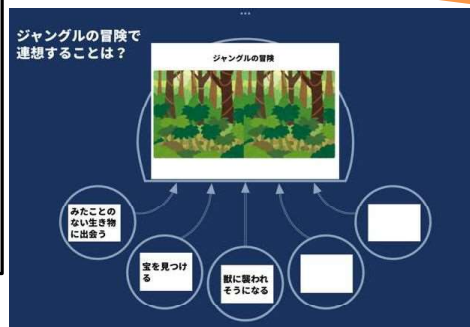 ジャングルの冒険で
連想することは？
ジャングルの冒険
みたことの
ない生き物
に出会う
宝を見つけ
る
獣に襲われ
そうになる